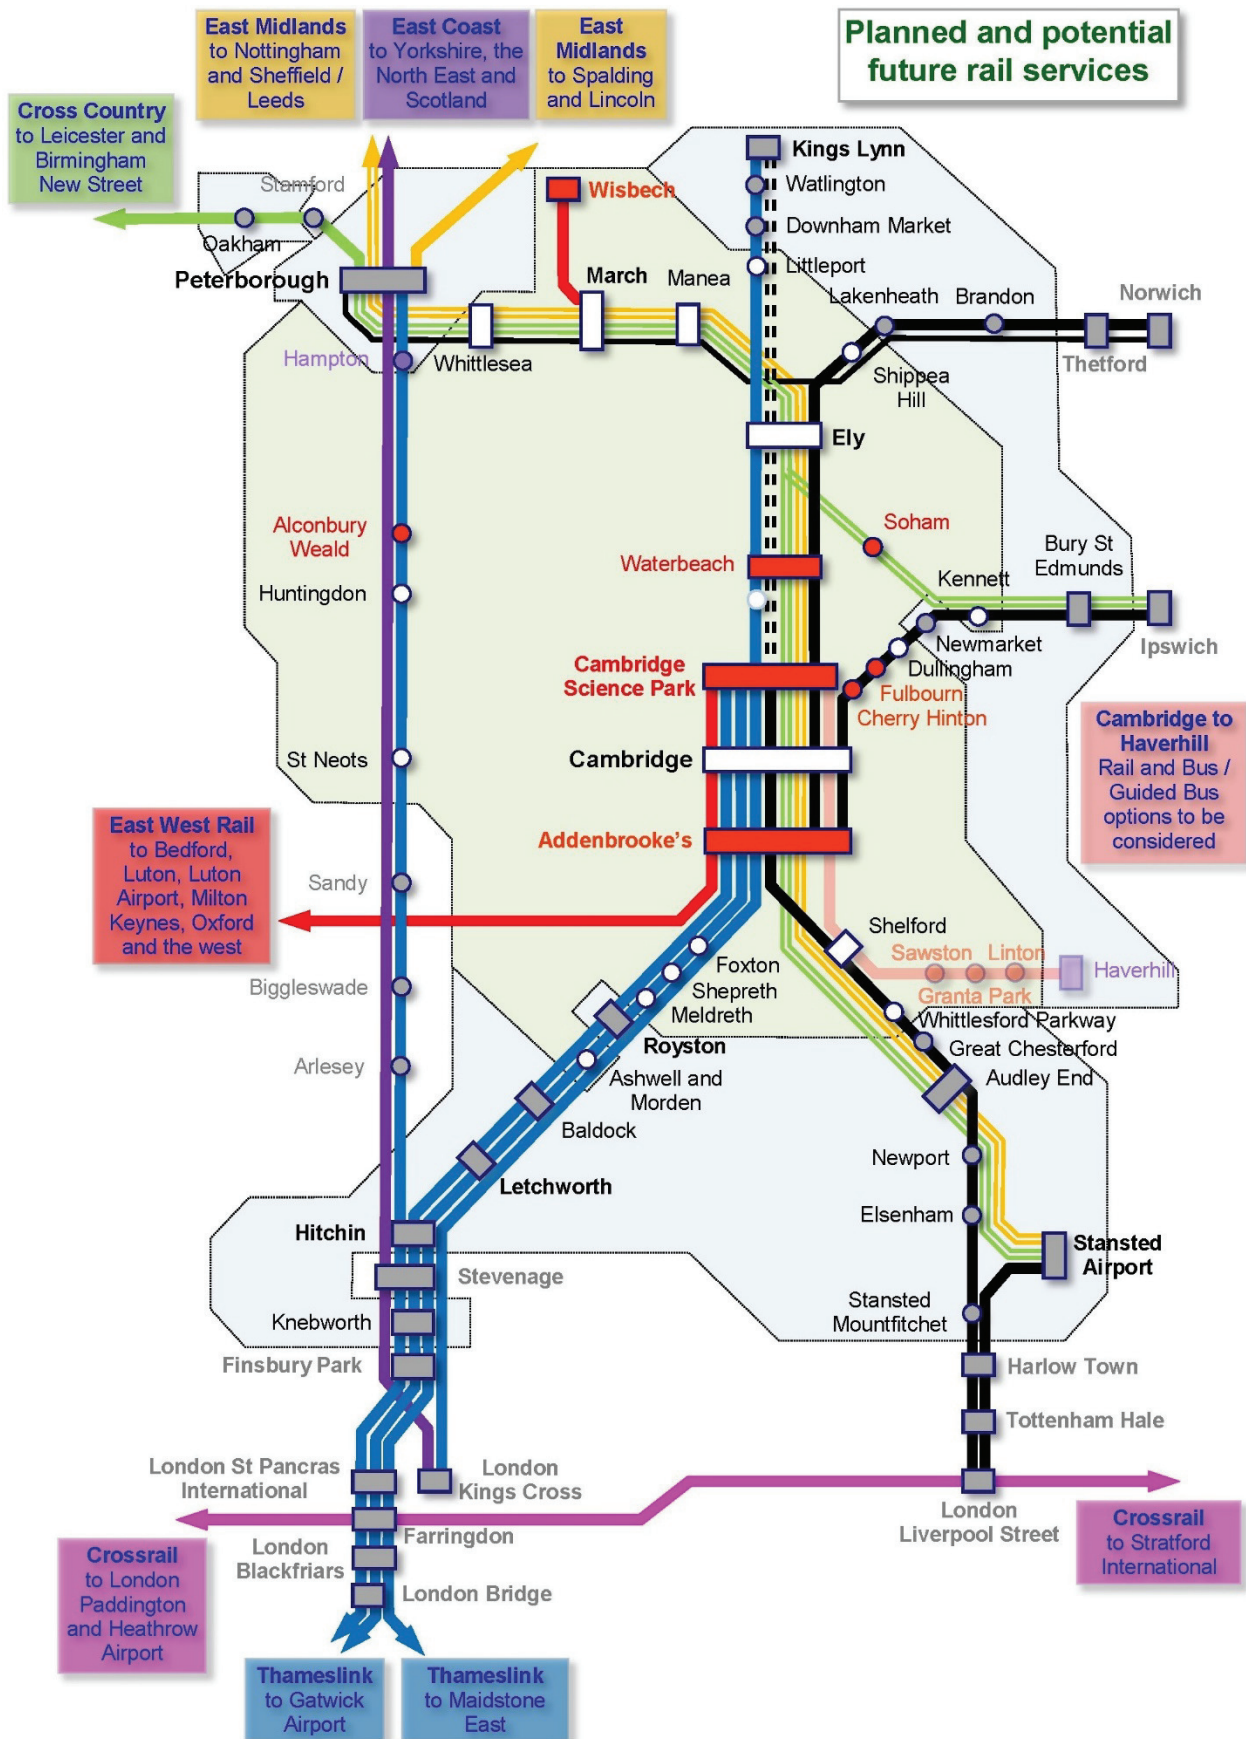 East Midlands
to Nottingham
and Sheffield /
Leeds
East Coast
to Yorkshire, the
North East and
Scotland
East
Midlands
to Spalding
and Lincoln
Planned and potential
future rail services
Cross Country
to Leicester and
Birmingham
New Street
Stamford
Oakham
Peterborough
Wisbech
Kings Lynn
Watlington
Downham Market
Littleport
March
Manea
Whittlesea
Hampton
Lakenheath
Brandon
Norwich
Thetford
Shippea
Hill
Ely
Alconbury
Weald
Huntingdon
Waterbeach
Soham
Kennett
Bury St
Edmunds
Newmarket
Dullingham
Ipswich
Cambridge
Science Park
Fulbourn
Cherry Hinton
St Neots
Cambridge
Cambridge to
Haverhill
Rail and Bus /
Guided Bus
options to be
considered
East West Rail
to Bedford,
Luton, Luton
Airport, Milton
Keynes, Oxford
and the west
Addenbrooke's
Sandy
Shelford
Sawston
Linton
Granta Park
Haverhill
Foxton
Shepreth
Meldreth
Biggleswade
Whittlesford Parkway
Great Chesterford
Audley End
Royston
Arlesey
Ashwell and
Morden
Baldock
Newport
Letchworth
Elsenham
Hitchin
Stansted
Airport
Stevenage
Knebworth
Stansted
Mountfitchet
Finsbury Park
Harlow Town
Tottenham Hale
London St Pancras
International
London
Kings Cross
London
Liverpool Street
Farringdon
London
Blackfriars
London Bridge
Crossrail
to London
Paddington
and Heathrow
Airport
Crossrail
to Stratford
International
Thameslink
to Gatwick
Airport
Thameslink
to Maidstone
East